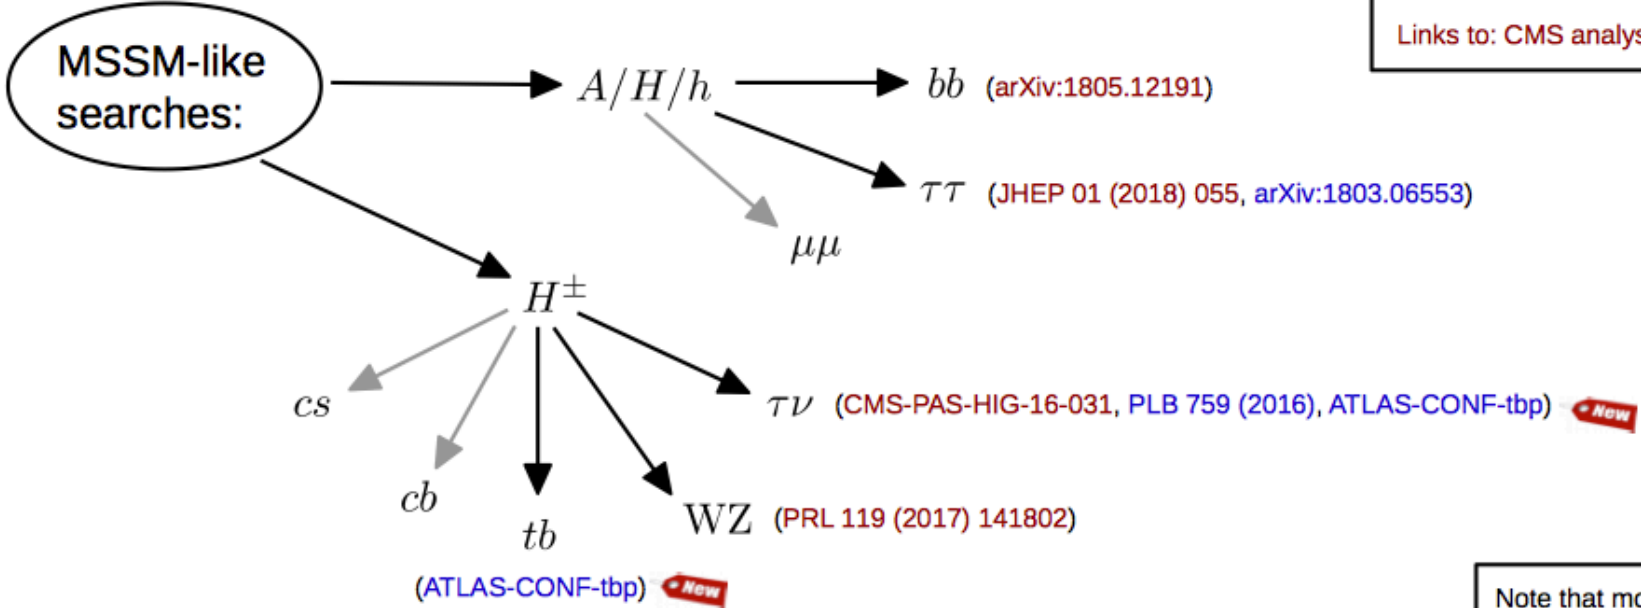 MSSM-like
searches:
Links to: CMS analys
A/H/h
bb (arXiv:1805.12191)
ττ (JHEP 01 (2018) 055, arXiv:1803.06553)
μμ
H±
cs
τν (CMS-PAS-HIG-16-031, PLB 759 (2016), ATLAS-CONF-tbp) New
cb
WZ (PRL 119 (2017) 141802)
tb
(ATLAS-CONF-tbp) New
Note that mo